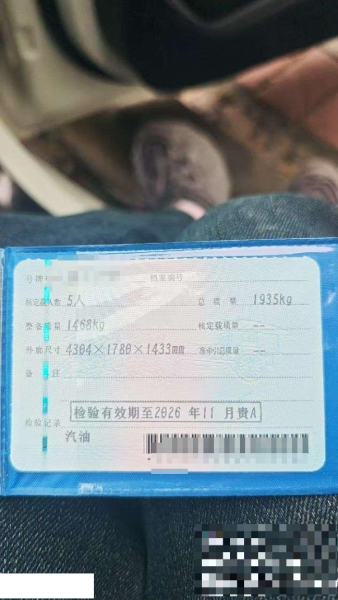 号牌
档案编号
核定载人数 5人 总质量 1935kg
整备质量 1468kg 核定载质量 --
外廓尺寸 4304×1780×1433mm 准牵引总质量 --
备注
检验有效期至2026年11月贵A
检验记录
汽油